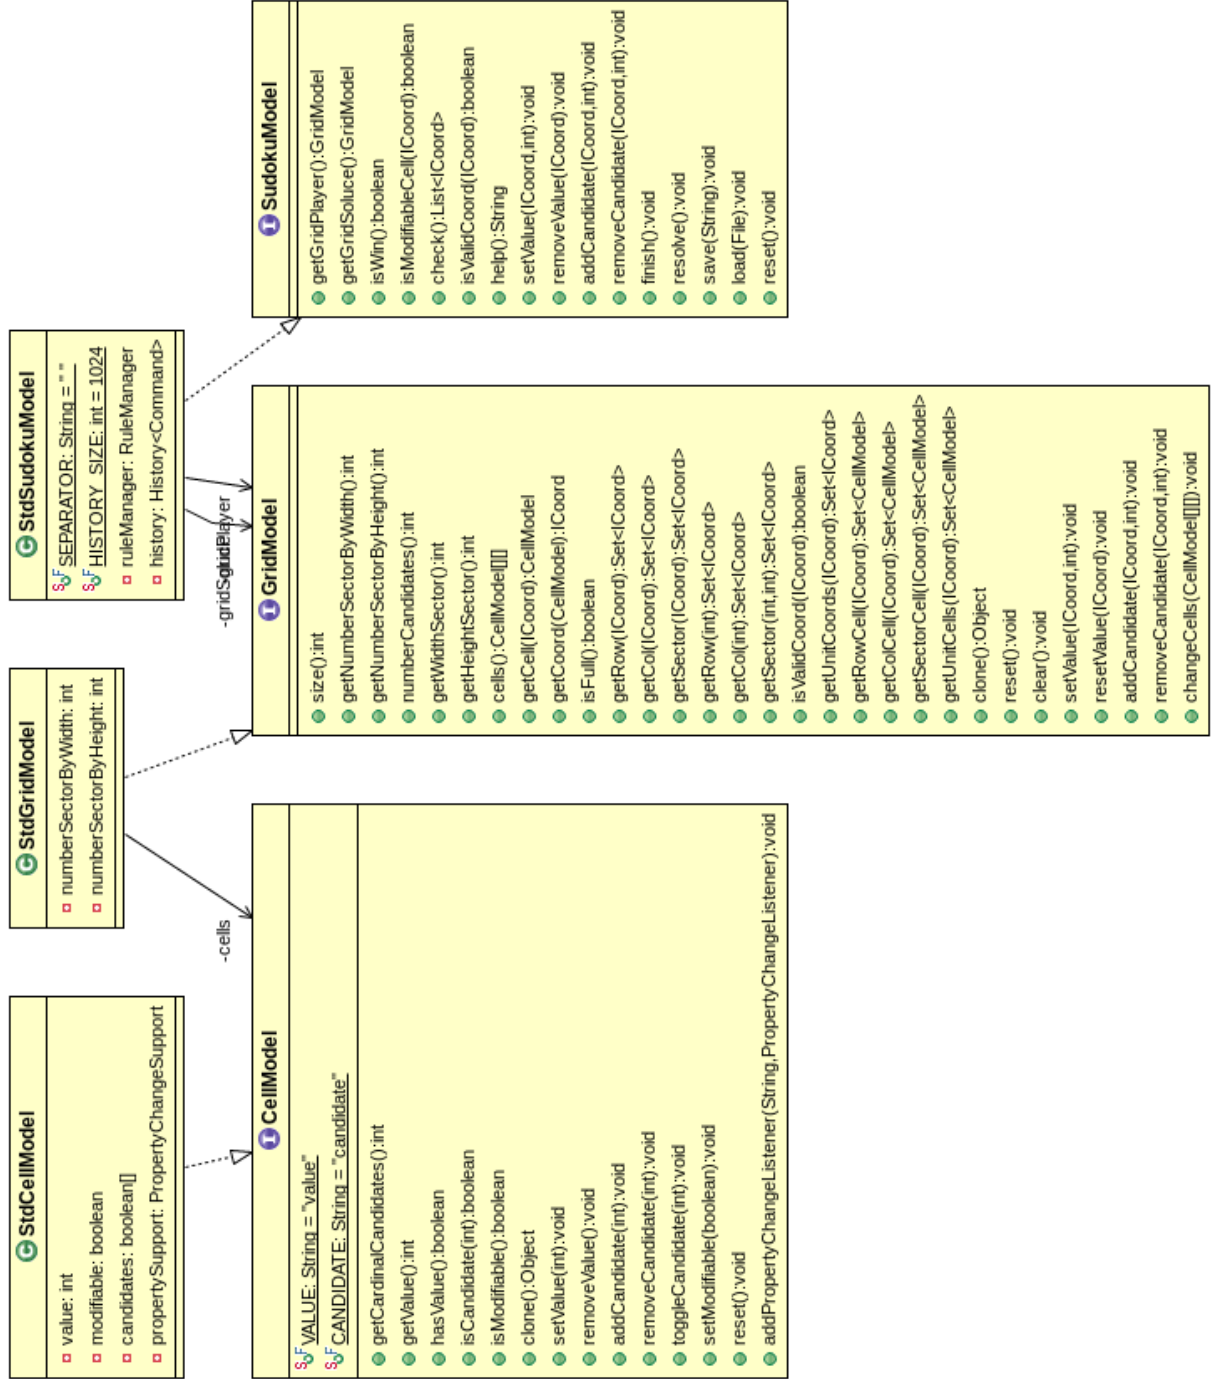 StdCellModel
value: int
modifiable: boolean
candidates: boolean[]
propertySupport: PropertyChangeSupport
StdGridModel
numberSectorByWidth: int
numberSectorByHeight: int
StdSudokuModel
SEPARATOR: String = " "
HISTORY_SIZE: int = 1024
ruleManager: RuleManager
history: History<Command>
-cells
CellModel
VALUE: String = "value"
CANDIDATE: String = "candidate"
getCardinalCandidates():int
getValue():int
hasValue():boolean
isCandidate(int):boolean
isModifiable():boolean
clone():Object
setValue(int):void
removeValue():void
addCandidate(int):void
removeCandidate(int):void
toggleCandidate(int):void
setModifiable(boolean):void
reset():void
addPropertyChangeListener(String,PropertyChangeListener):void
GridModel
size():int
getNumberSectorByWidth():int
getNumberSectorByHeight():int
numberCandidates():int
getWidthSector():int
getHeightSector():int
cells():CellModel[][]
getCell(ICoord):CellModel
getCoord(CellModel):ICoord
isFull():boolean
getRow(ICoord):Set<ICoord>
getCol(ICoord):Set<ICoord>
getSector(ICoord):Set<ICoord>
getRow(int):Set<ICoord>
getCol(int):Set<ICoord>
getSector(int,int):Set<ICoord>
isValidCoord(ICoord):boolean
getUnitCoords(ICoord):Set<ICoord>
getRowCell(ICoord):Set<CellModel>
getColCell(ICoord):Set<CellModel>
getSectorCell(ICoord):Set<CellModel>
getUnitCells(ICoord):Set<CellModel>
clone():Object
reset():void
clear():void
setValue(ICoord,int):void
resetValue(ICoord):void
addCandidate(ICoord,int):void
removeCandidate(ICoord,int):void
changeCells(CellModel[][]):void
SudokuModel
getGridPlayer():GridModel
getGridSoluce():GridModel
isWin():boolean
isModifiableCell(ICoord):boolean
check():List<ICoord>
isValidCoord(ICoord):boolean
help():String
setValue(ICoord,int):void
removeValue(ICoord):void
addCandidate(ICoord,int):void
removeCandidate(ICoord,int):void
finish():void
resolve():void
save(String):void
load(File):void
reset():void